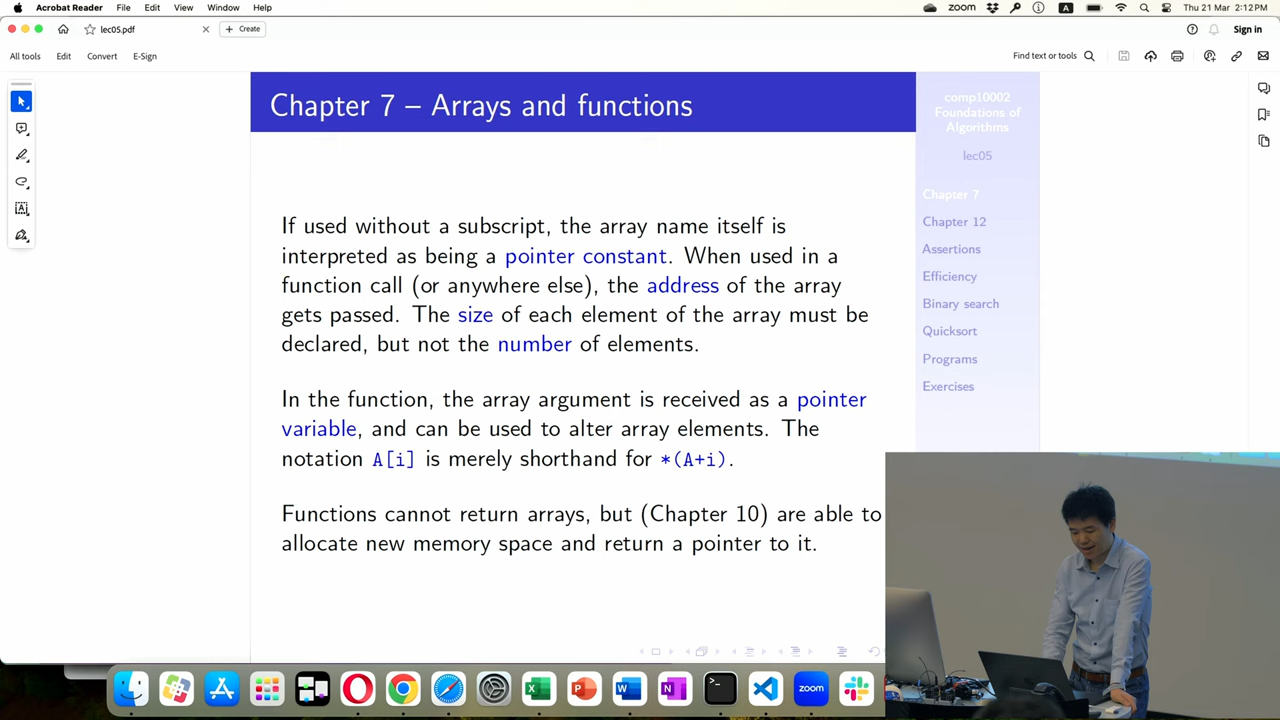 Acrobat Reader File Edit View Window Help
zoom A Thu 21 Mar 2:12 PM
lec05.pdf
Create
Sign in
All tools Edit Convert E-Sign
Find text or tools
Chapter 7 – Arrays and functions
If used without a subscript, the array name itself is
interpreted as being a pointer constant. When used in a
function call (or anywhere else), the address of the array
gets passed. The size of each element of the array must be
declared, but not the number of elements.
In the function, the array argument is received as a pointer
variable, and can be used to alter array elements. The
notation A[i] is merely shorthand for *(A+i).
Functions cannot return arrays, but (Chapter 10) are able to
allocate new memory space and return a pointer to it.
comp10002
Foundations of
Algorithms
lec05
Chapter 7
Chapter 12
Assertions
Efficiency
Binary search
Quicksort
Programs
Exercises
zoom